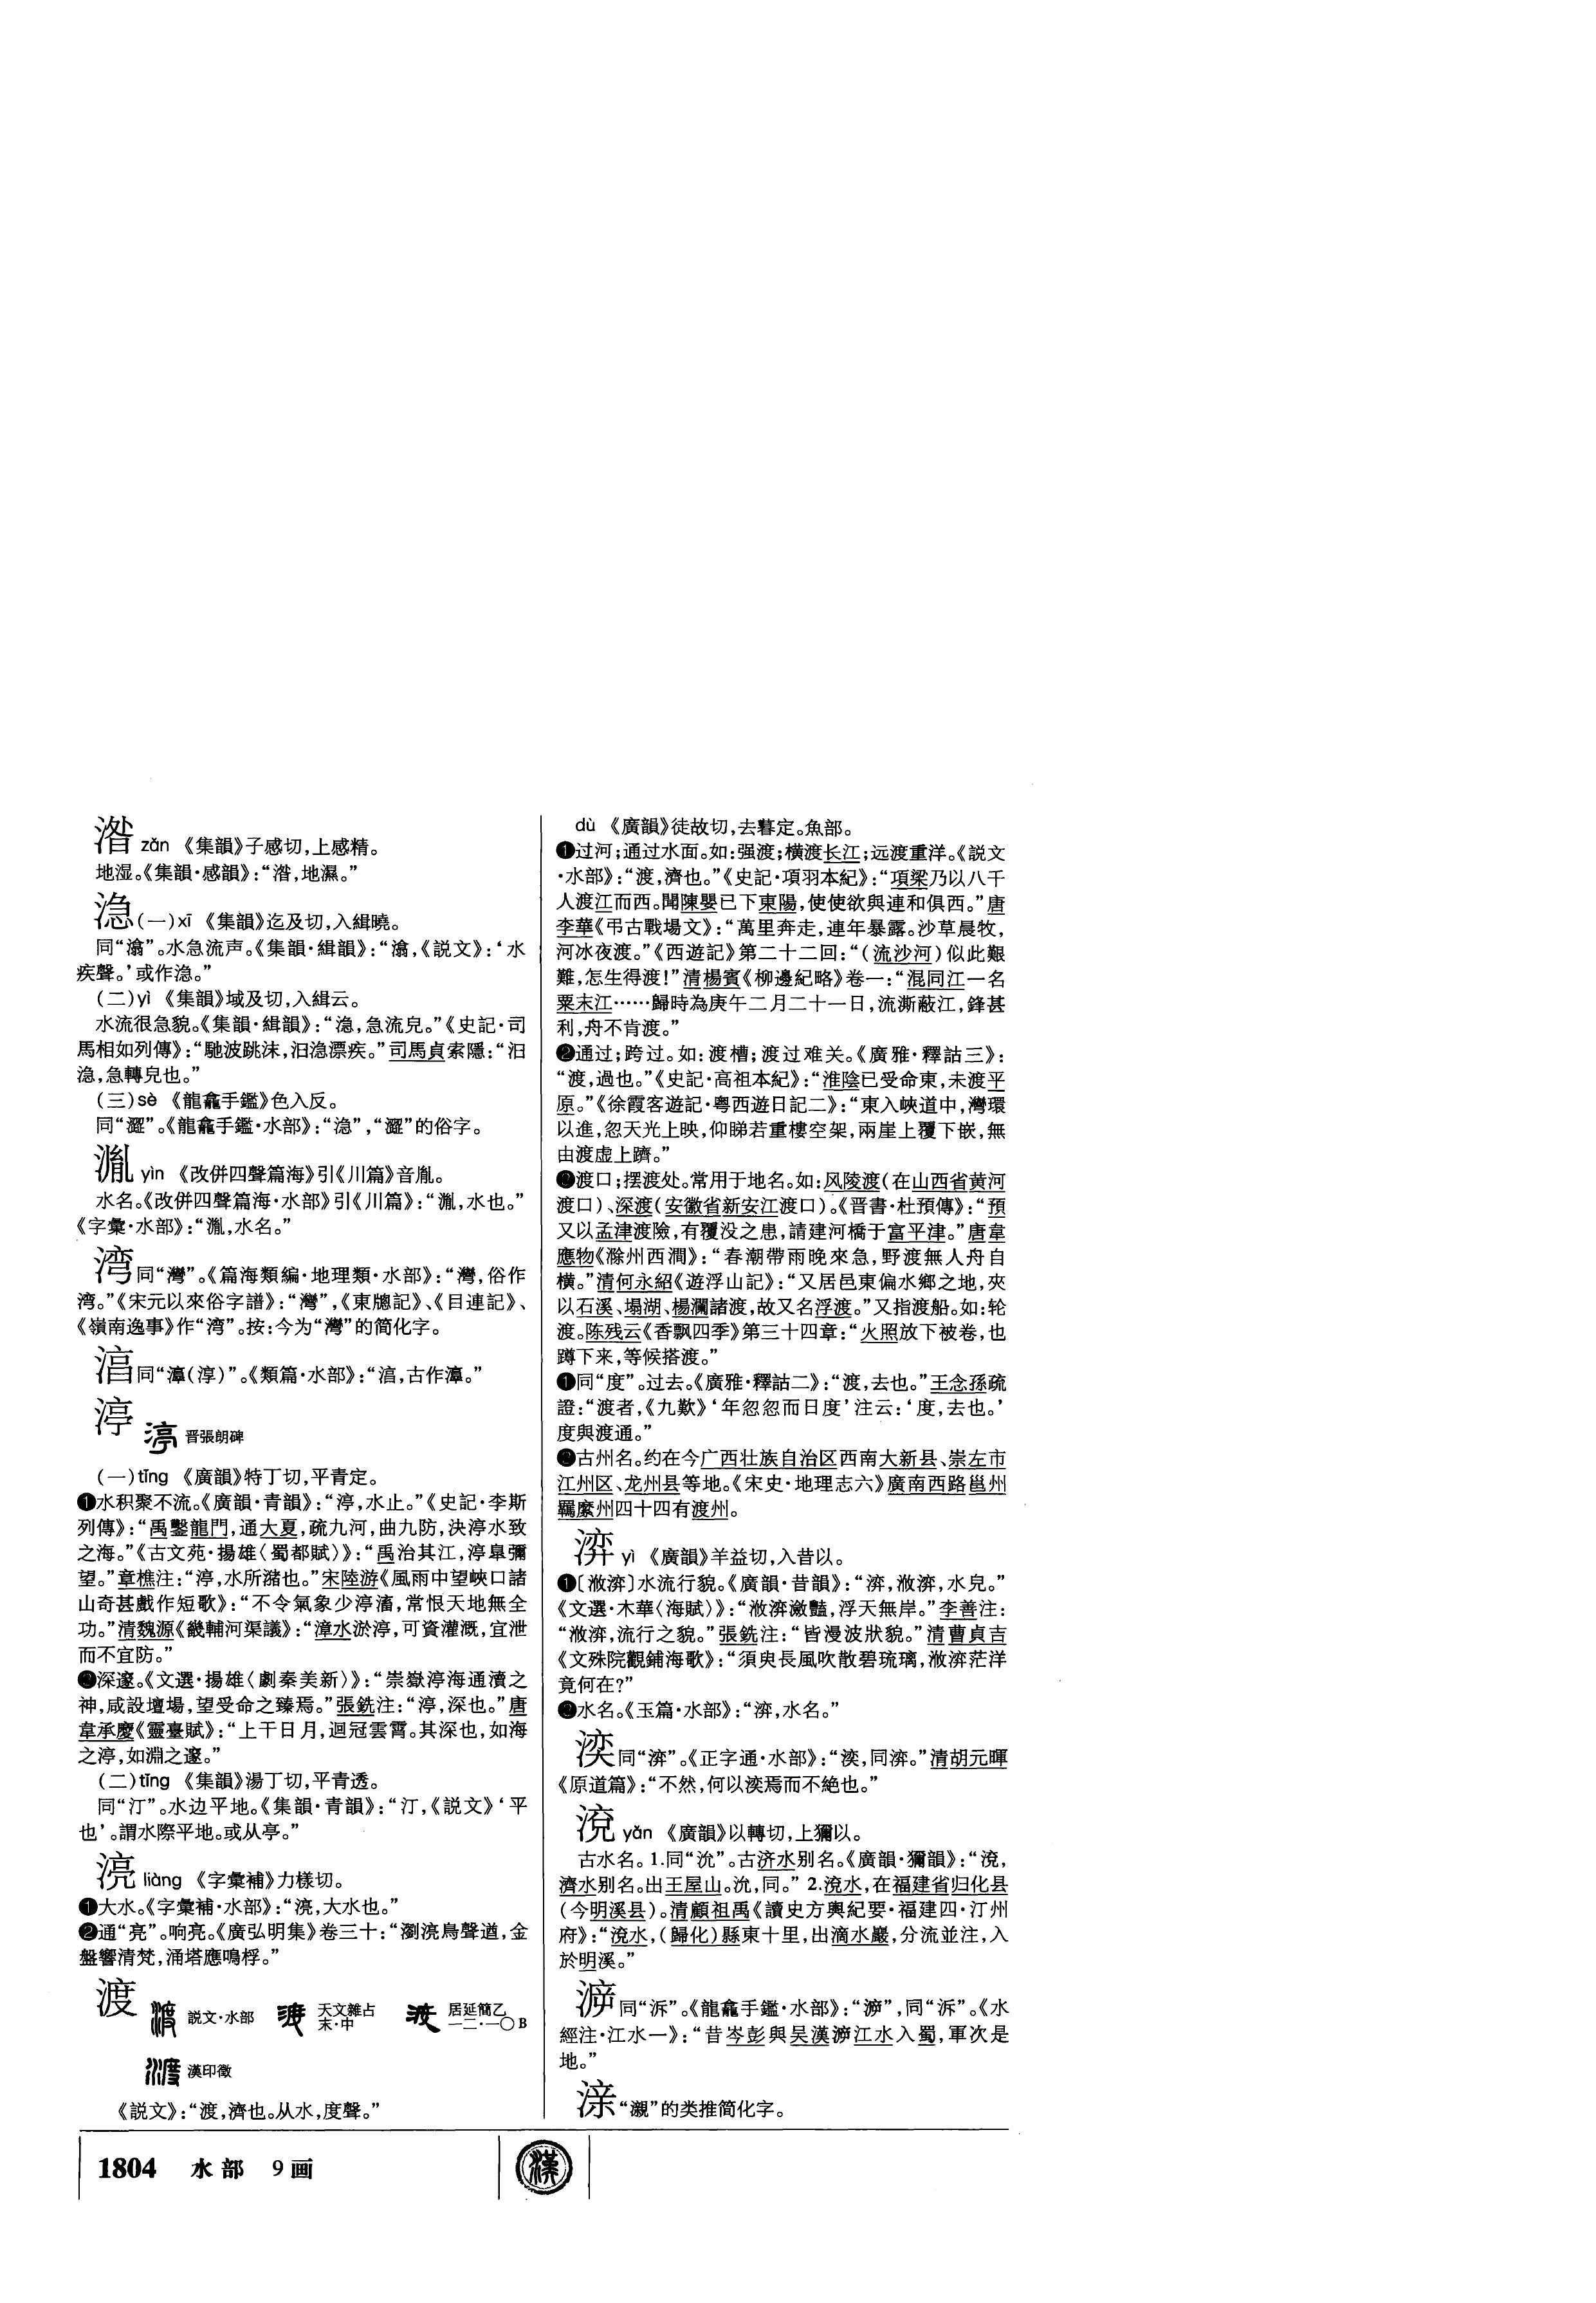 撍 zǎn 《集韻》子感切,上感精。
地湿。《集韻·感韻》:“湝,地濕。”
㴔(一)xī 《集韻》迄及切,入緝曉。
同“潝”。水急流声。《集韻·緝韻》:“潝,《説文》:‘水
疾聲。’或作㴔。”
(二)yì 《集韻》域及切,入緝云。
水流很急貌。《集韻·緝韻》:“㴔,急流皃。”《史記·司
馬相如列傳》:“馳波跳沫,汩㴔漂疾。”司馬貞索隱:“汩
㴔,急轉皃也。”
(三)sè 《龍龕手鑑》色入反。
同“澀”。《龍龕手鑑·水部》:“㴔”,“澀”的俗字。
yìn 《改併四聲篇海》引《川篇》音胤。
水名。《改併四聲篇海·水部》引《川篇》:“,水也。”
《字彙·水部》:“,水名。”
湾同“灣”。《篇海類編·地理類·水部》:“灣,俗作
湾。”《宋元以來俗字譜》:“灣”,《東牕記》、《目連記》、
《嶺南逸事》作“湾”。按:今为“灣”的简化字。
湻同“𣶏(淳)”。《類篇·水部》:“湻,古作𣶏。”
渟 晋張朗碑
(一)tíng 《廣韻》特丁切,平青定。
❶水积聚不流。《廣韻·青韻》:“渟,水止。”《史記·李斯
列傳》:“禹鑿龍門,通大夏,疏九河,曲九防,決渟水致
之海。”《古文苑·揚雄〈蜀都賦〉》:“禹治其江,渟皐彌
望。”章樵注:“渟,水所瀦也。”宋陸游《風雨中望峽口諸
山奇甚戲作短歌》:“不令氣象少渟滀,常恨天地無全
功。”清魏源《畿輔河渠議》:“漳水淤渟,可資灌溉,宜泄
而不宜防。”
❷深邃。《文選·揚雄〈劇秦美新〉》:“崇嶽渟海通瀆之
神,咸設壇場,望受命之臻焉。”張銑注:“渟,深也。”唐
韋承慶《靈臺賦》:“上干日月,迴冠雲霄。其深也,如海
之渟,如淵之邃。”
(二)tīng 《集韻》湯丁切,平青透。
同“汀”。水边平地。《集韻·青韻》:“汀,《説文》‘平
也’。謂水際平地。或从亭。”
湸 liàng 《字彙補》力樣切。
❶大水。《字彙補·水部》:“湸,大水也。”
❷通“亮”。响亮。《廣弘明集》卷三十:“瀏湸鳥聲遒,金
盤響清梵,涌塔應鳴桴。”
渡 説文·水部 天文雜占末·中 居延簡乙一二·一〇B
漢印徵
《説文》:“渡,濟也。从水,度聲。”
dù 《廣韻》徒故切,去暮定。魚部。
❶过河;通过水面。如:强渡;横渡长江;远渡重洋。《説文
·水部》:“渡,濟也。”《史記·項羽本紀》:“項梁乃以八千
人渡江而西。聞陳嬰已下東陽,使使欲與連和俱西。”唐
李華《弔古戰場文》:“萬里奔走,連年暴露。沙草晨牧,
河冰夜渡。”《西遊記》第二十二回:“(流沙河)似此艱
難,怎生得渡!”清楊賓《柳邊紀略》卷一:“混同江一名
粟末江……歸時為庚午二月二十一日,流澌蔽江,鋒甚
利,舟不肯渡。”
❷通过;跨过。如:渡槽;渡过难关。《廣雅·釋詁三》:
“渡,過也。”《史記·高祖本紀》:“淮陰已受命東,未渡平
原。”《徐霞客遊記·粤西遊日記二》:“東入峽道中,灣環
以進,忽天光上映,仰睇若重樓空架,兩崖上覆下嵌,無
由渡虚上躋。”
❷渡口;摆渡处。常用于地名。如:风陵渡(在山西省黄河
渡口)、深渡(安徽省新安江渡口)。《晋書·杜預傳》:“預
又以孟津渡險,有覆没之患,請建河橋于富平津。”唐韋
應物《滁州西澗》:“春潮帶雨晚來急,野渡無人舟自
横。”清何永紹《遊浮山記》:“又居邑東偏水鄉之地,夾
以石溪、塌湖、楊瀾諸渡,故又名浮渡。”又指渡船。如:轮
渡。陈残云《香飘四季》第三十四章:“火照放下被卷,也
蹲下来,等候搭渡。”
❶同“度”。过去。《廣雅·釋詁二》:“渡,去也。”王念孫疏
證:“渡者,《九歎》‘年忽忽而日度’注云:‘度,去也。’
度與渡通。”
❷古州名。约在今广西壮族自治区西南大新县、崇左市
江州区、龙州县等地。《宋史·地理志六》廣南西路邕州
羈縻州四十四有渡州。
㴒 yì 《廣韻》羊益切,入昔以。
❶〔浟㴒〕水流行貌。《廣韻·昔韻》:“㴒,浟㴒,水皃。”
《文選·木華〈海賦〉》:“浟㴒瀲豔,浮天無岸。”李善注:
“浟㴒,流行之貌。”張銑注:“皆漫波狀貌。”清曹貞吉
《文殊院觀鋪海歌》:“須臾長風吹散碧琉璃,浟㴒茫洋
竟何在?”
❷水名。《玉篇·水部》:“㴒,水名。”
湙同“㴒”。《正字通·水部》:“湙,同㴒。”清胡元暉
《原道篇》:“不然,何以湙焉而不絶也。”
渷 yǎn 《廣韻》以轉切,上獮以。
古水名。1.同“沇”。古济水别名。《廣韻·獮韻》:“渷,
濟水别名。出王屋山。沇,同。” 2.渷水,在福建省归化县
(今明溪县)。清顧祖禹《讀史方輿紀要·福建四·汀州
府》:“渷水,(歸化)縣東十里,出滴水巖,分流並注,入
於明溪。”
㴑同“泝”。《龍龕手鑑·水部》:“㴑”,同“泝”。《水
經注·江水一》:“昔岑彭與吴漢㴑江水入蜀,軍次是
地。”
“瀙”的类推简化字。
1804 水部 9画
漢